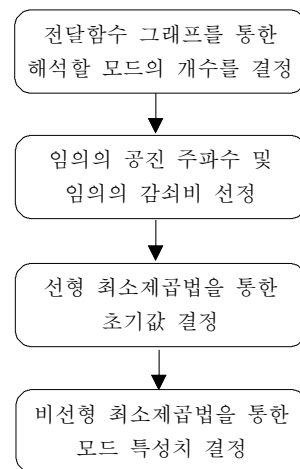 전달함수 그래프를 통한
해석할 모드의 개수를 결정
임의의 공진 주파수 및
임의의 감쇠비 선정
선형 최소제곱법을 통한
초기값 결정
비선형 최소제곱법을 통한
모드 특성치 결정